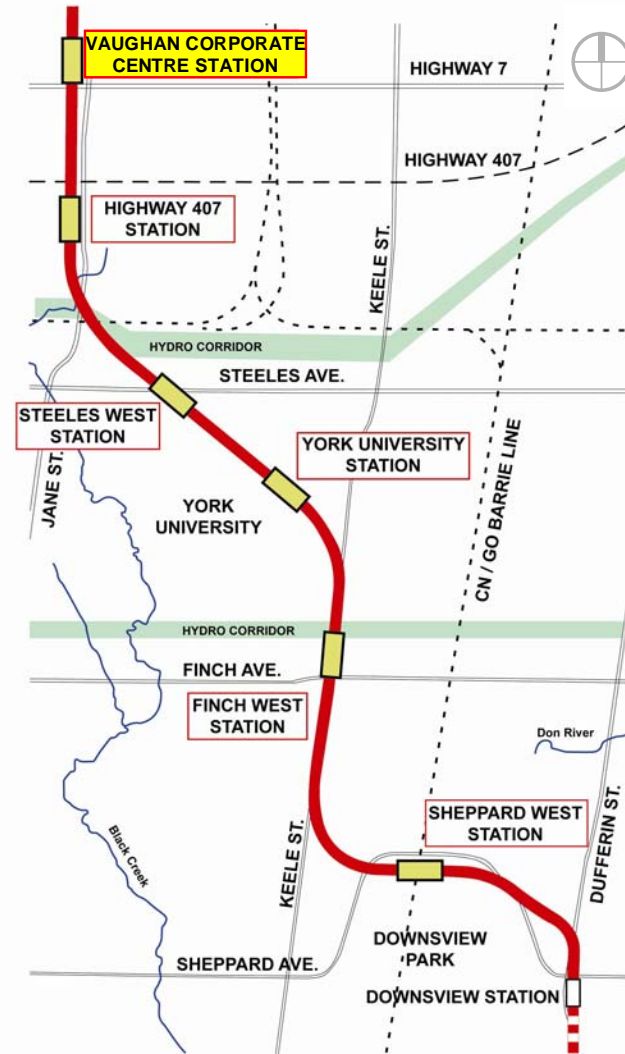 VAUGHAN CORPORATE
CENTRE STATION
HIGHWAY 7
HIGHWAY 407
HIGHWAY 407
STATION
KEELE ST.
HYDRO CORRIDOR
STEELES AVE.
STEELES WEST
STATION
YORK UNIVERSITY
STATION
JANE ST.
YORK
UNIVERSITY
CN / GO BARRIE LINE
HYDRO CORRIDOR
FINCH AVE.
FINCH WEST
STATION
Don River
SHEPPARD WEST
STATION
DUFFERIN ST.
KEELE ST.
Black Creek
DOWNSVIEW
PARK
SHEPPARD AVE.
DOWNSVIEW STATION